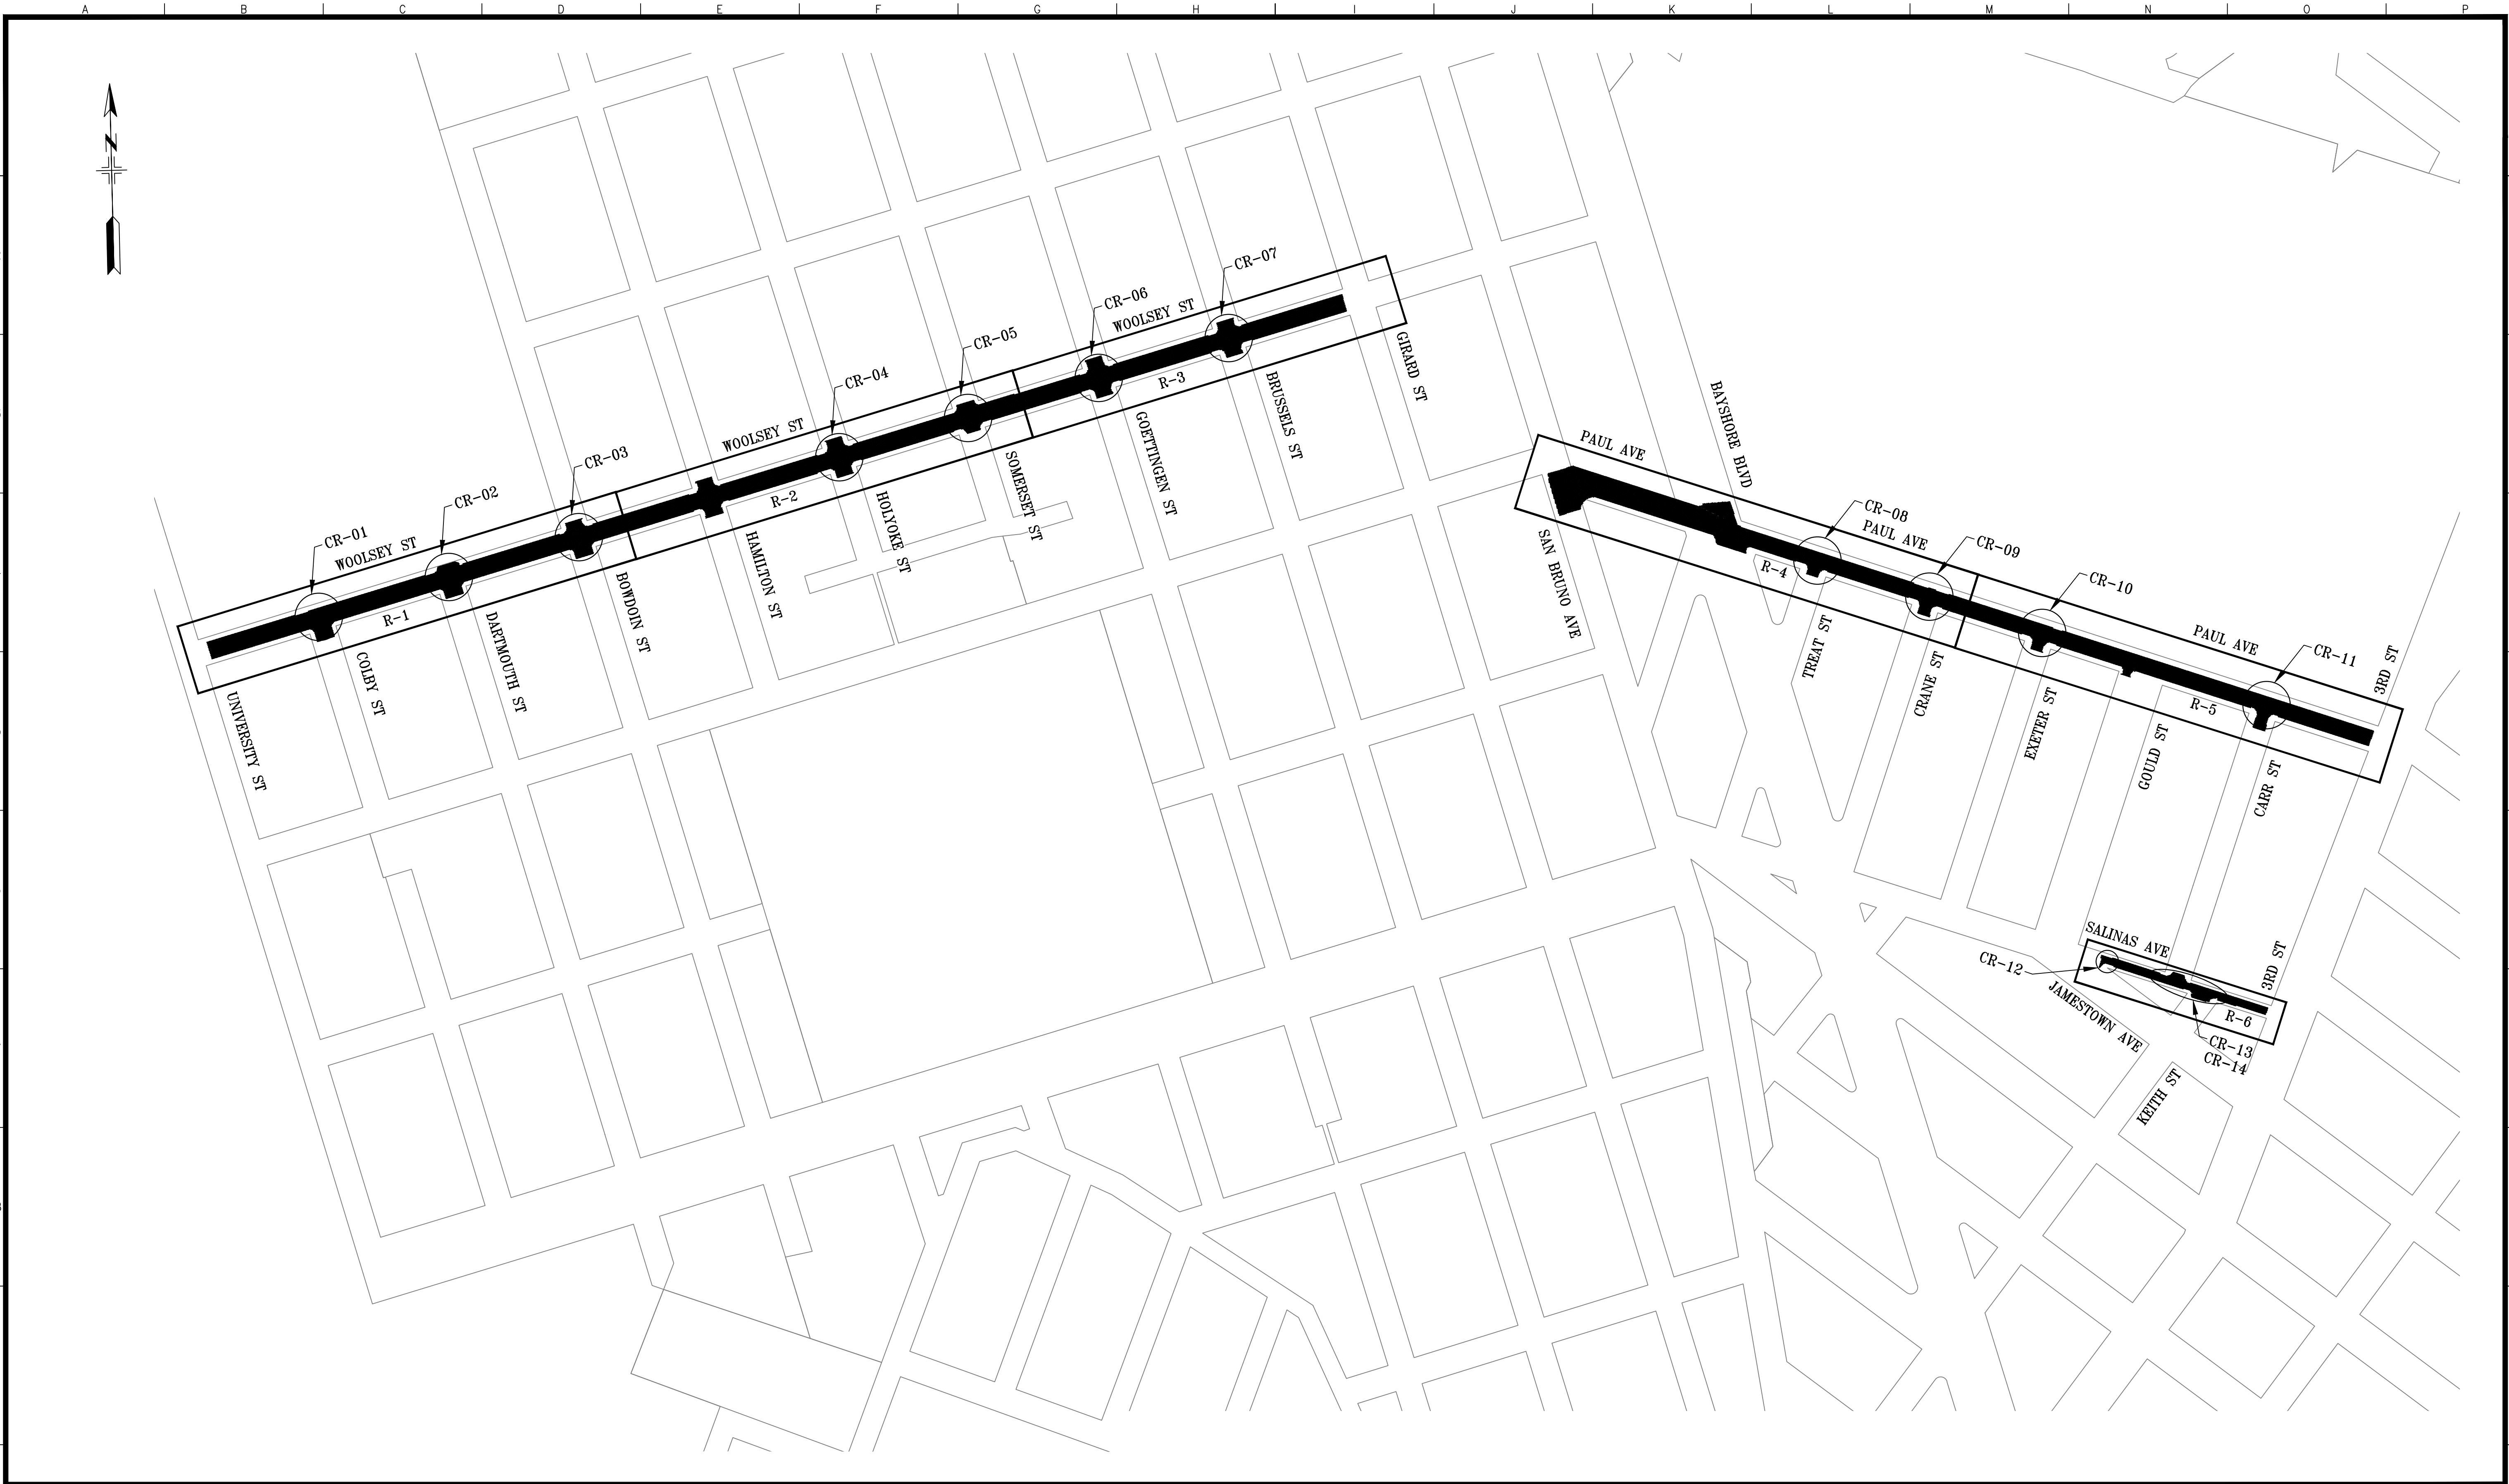 A B C D E F G H I J K L M N O P
N
CR-07
CR-06
WOOLSEY ST
CR-05
GIRARD ST
R-3
CR-04
BRUSSELS ST
BAYSHORE BLVD
GOETTINGEN ST
WOOLSEY ST
PAUL AVE
CR-03
SOMERSET ST
R-2
HOLYOKE ST
CR-02
CR-08
PAUL AVE
CR-01
WOOLSEY ST
HAMILTON ST
SAN BRUNO AVE
CR-09
R-4
BOWDOIN ST
CR-10
R-1
DARTMOUTH ST
TREAT ST
PAUL AVE
CR-11
COLBY ST
CRANE ST
3RD ST
UNIVERSITY ST
EXETER ST
R-5
GOULD ST
CARR ST
SALINAS AVE
CR-12
3RD ST
JAMESTOWN AVE
R-6
CR-13
CR-14
KEITH ST